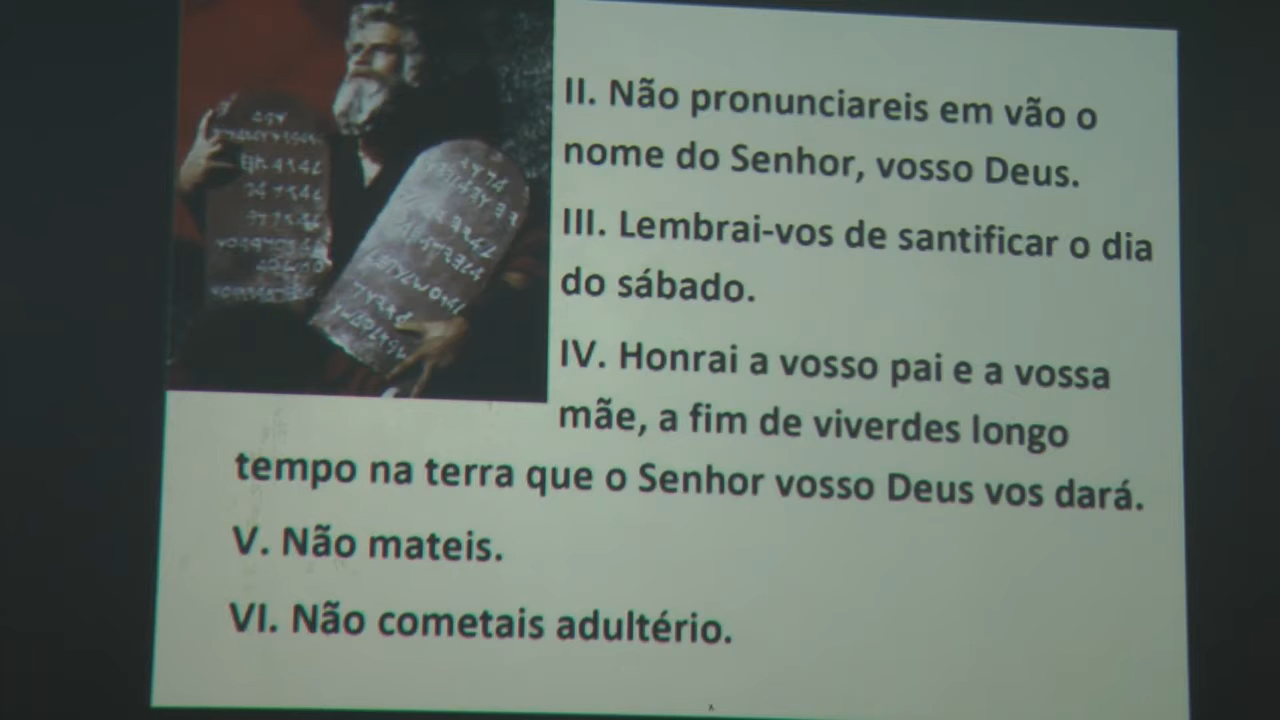 II. Não pronunciareis em vão o
nome do Senhor, vosso Deus.
III. Lembrai-vos de santificar o dia
do sábado.
IV. Honrai a vosso pai e a vossa
mãe, a fim de viverdes longo
tempo na terra que o Senhor vosso Deus vos dará.
V. Não mateis.
VI. Não cometais adultério.